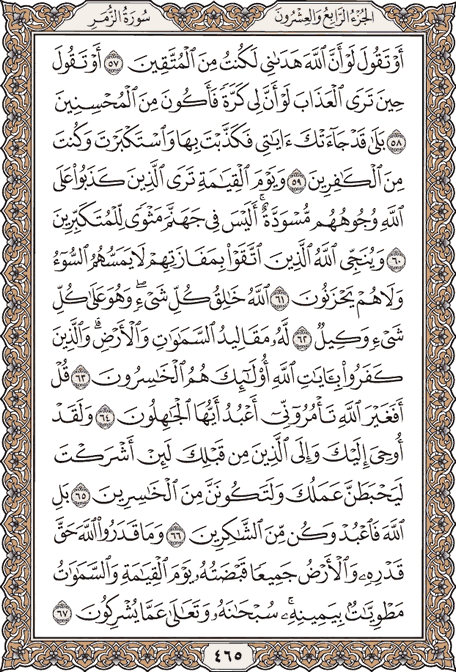 الجزء الرابع والعشرون سورة الزمر
أَوْ تَقُولَ لَوْ أَنَّ ٱللَّهَ هَدَىٰنِى لَكُنتُ مِنَ ٱلْمُتَّقِينَ ٥٧ أَوْ تَقُولَ
حِينَ تَرَى ٱلْعَذَابَ لَوْ أَنَّ لِى كَرَّةً فَأَكُونَ مِنَ ٱلْمُحْسِنِينَ
٥٨ بَلَىٰ قَدْ جَآءَتْكَ ءَايَٰتِى فَكَذَّبْتَ بِهَا وَٱسْتَكْبَرْتَ وَكُنتَ
مِنَ ٱلْكَٰفِرِينَ ٥٩ وَيَوْمَ ٱلْقِيَٰمَةِ تَرَى ٱلَّذِينَ كَذَبُوا۟ عَلَى
ٱللَّهِ وُجُوهُهُم مُّسْوَدَّةٌ ۚ أَلَيْسَ فِى جَهَنَّمَ مَثْوًى لِّلْمُتَكَبِّرِينَ
٦٠ وَيُنَجِّى ٱللَّهُ ٱلَّذِينَ ٱتَّقَوْا۟ بِمَفَازَتِهِمْ لَا يَمَسُّهُمُ ٱلسُّوٓءُ
وَلَا هُمْ يَحْزَنُونَ ٦١ ٱللَّهُ خَٰلِقُ كُلِّ شَىْءٍ ۖ وَهُوَ عَلَىٰ كُلِّ
شَىْءٍ وَكِيلٌ ٦٢ لَّهُۥ مَقَالِيدُ ٱلسَّمَٰوَٰتِ وَٱلْأَرْضِ ۗ وَٱلَّذِينَ
كَفَرُوا۟ بِـَٔايَٰتِ ٱللَّهِ أُو۟لَٰٓئِكَ هُمُ ٱلْخَٰسِرُونَ ٦٣ قُلْ
أَفَغَيْرَ ٱللَّهِ تَأْمُرُوٓنِّىٓ أَعْبُدُ أَيُّهَا ٱلْجَٰهِلُونَ ٦٤ وَلَقَدْ
أُوحِىَ إِلَيْكَ وَإِلَى ٱلَّذِينَ مِن قَبْلِكَ لَئِنْ أَشْرَكْتَ
لَيَحْبَطَنَّ عَمَلُكَ وَلَتَكُونَنَّ مِنَ ٱلْخَٰسِرِينَ ٦٥ بَلِ
ٱللَّهَ فَٱعْبُدْ وَكُن مِّنَ ٱلشَّٰكِرِينَ ٦٦ وَمَا قَدَرُوا۟ ٱللَّهَ حَقَّ
قَدْرِهِۦ وَٱلْأَرْضُ جَمِيعًا قَبْضَتُهُۥ يَوْمَ ٱلْقِيَٰمَةِ وَٱلسَّمَٰوَٰتُ
مَطْوِيَّٰتٌۢ بِيَمِينِهِۦ ۚ سُبْحَٰنَهُۥ وَتَعَٰلَىٰ عَمَّا يُشْرِكُونَ ٦٧
٤٦٥